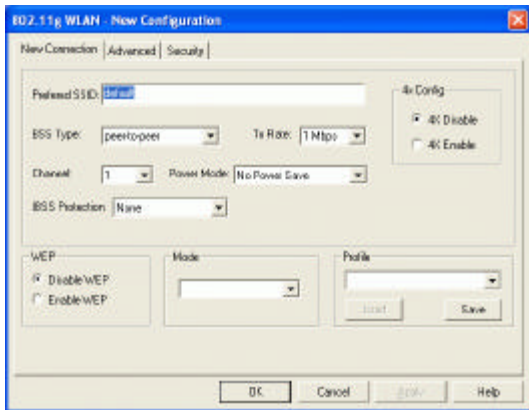 802.11g WLAN - New Configuration
New Connection Advanced Security
Preferred SSID: default
4x Config
4X Disable
4X Enable
BSS Type: peer-to-peer
Tx Rate: 1 Mbps
Channel: 1
Power Mode: No Power Save
IBSS Protection: None
WEP
Disable WEP
Enable WEP
Mode
Profile
Load
Save
OK Cancel Apply Help